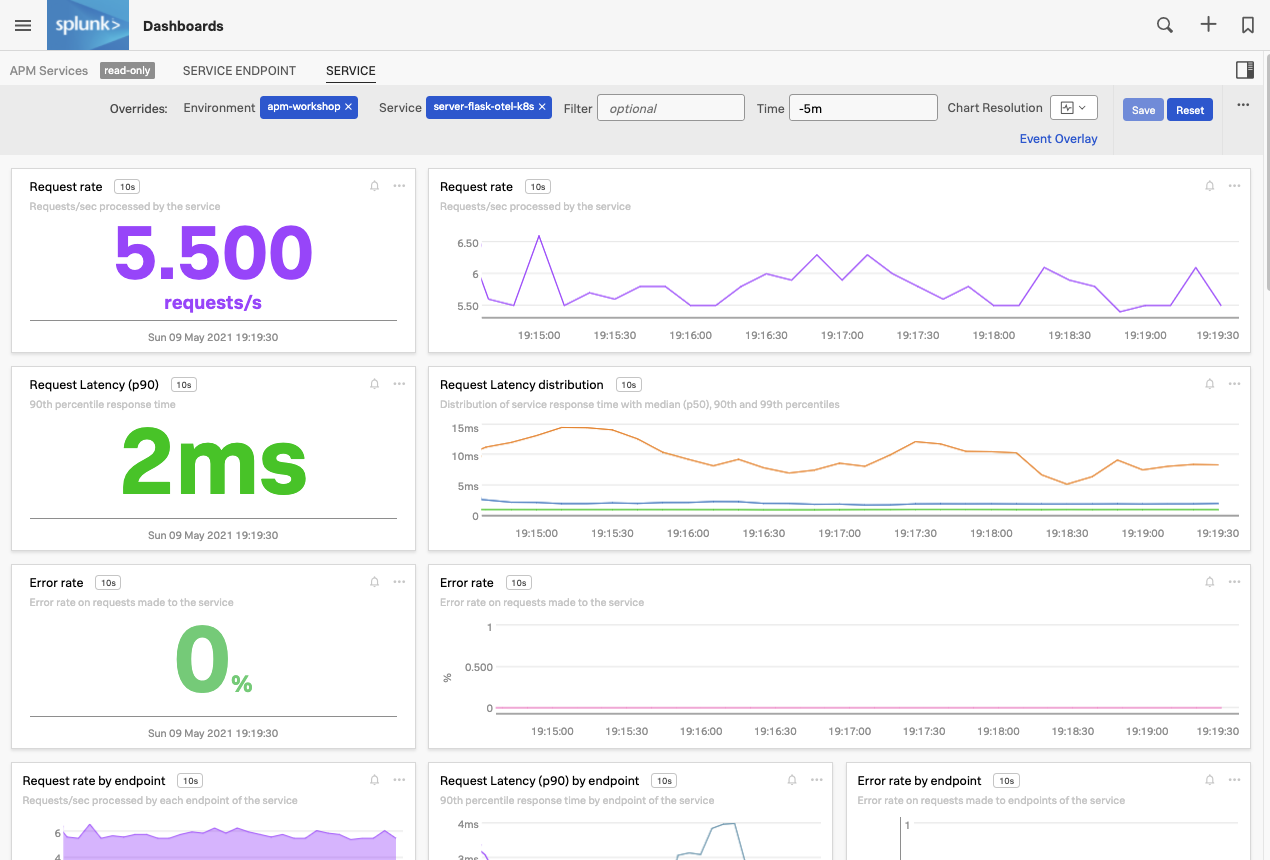 splunk> Dashboards
APM Services read-only SERVICE ENDPOINT SERVICE
Overrides: Environment apm-workshop × Service server-flask-otel-k8s × Filter optional Time -5m Chart Resolution Save Reset ...
Event Overlay
Request rate 10s
Requests/sec processed by the service
5.500
requests/s
Sun 09 May 2021 19:19:30
Request rate 10s
Requests/sec processed by the service
6.50
6
5.50
19:15:00 19:15:30 19:16:00 19:16:30 19:17:00 19:17:30 19:18:00 19:18:30 19:19:00 19:19:30
Request Latency (p90) 10s
90th percentile response time
2ms
Sun 09 May 2021 19:19:30
Request Latency distribution 10s
Distribution of service response time with median (p50), 90th and 99th percentiles
15ms
10ms
5ms
0
19:15:00 19:15:30 19:16:00 19:16:30 19:17:00 19:17:30 19:18:00 19:18:30 19:19:00 19:19:30
Error rate 10s
Error rate on requests made to the service
0%
Sun 09 May 2021 19:19:30
Error rate 10s
Error rate on requests made to the service
1
0.500
%
0
19:15:00 19:15:30 19:16:00 19:16:30 19:17:00 19:17:30 19:18:00 19:18:30 19:19:00 19:19:30
Request rate by endpoint 10s
Requests/sec processed by each endpoint of the service
6
4
Request Latency (p90) by endpoint 10s
90th percentile response time by endpoint of the service
4ms
3ms
Error rate by endpoint 10s
Error rate on requests made to endpoints of the service
1